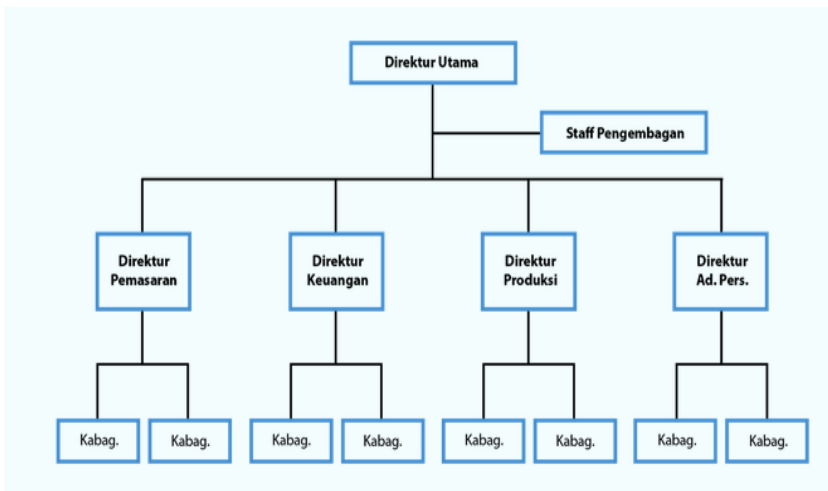 Direktur Utama
Staff Pengembagan
Direktur
Pemasaran
Direktur
Keuangan
Direktur
Produksi
Direktur
Ad. Pers.
Kabag.
Kabag.
Kabag.
Kabag.
Kabag.
Kabag.
Kabag.
Kabag.